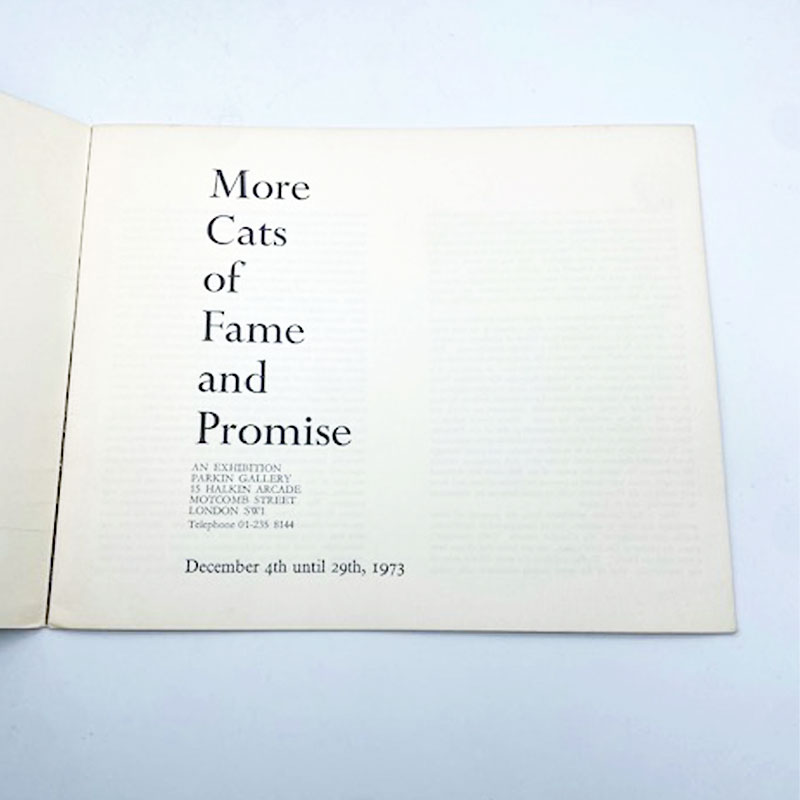 More
Cats
of
Fame
and
Promise
AN EXHIBITION
PARKIN GALLERY
15 HALKIN ARCADE
MOTCOMB STREET
LONDON SW1
Telephone 01-235 8144
December 4th until 29th, 1973